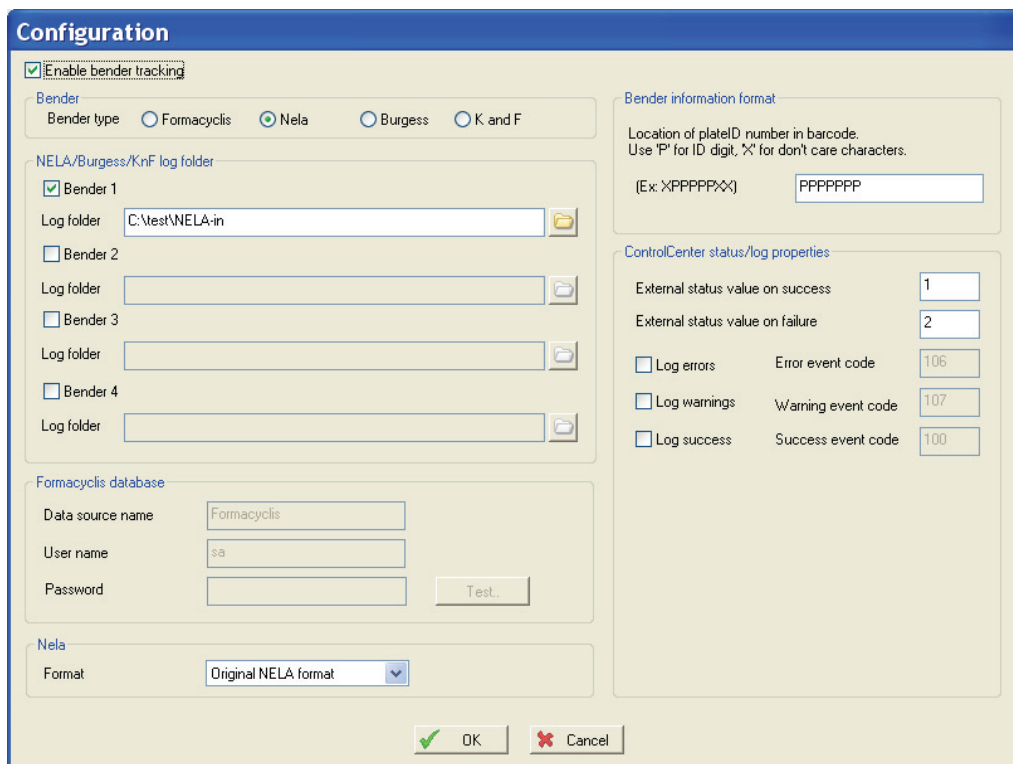 Configuration
Enable bender tracking
Bender
Bender type Formacyclis Nela Burgess K and F
NELA/Burgess/KnF log folder
Bender 1
Log folder C:\test\NELA-in
Bender 2
Log folder
Bender 3
Log folder
Bender 4
Log folder
Formacyclis database
Data source name Formacyclis
User name sa
Password Test..
Nela
Format Original NELA format
Bender information format
Location of plateID number in barcode.
Use 'P' for ID digit, 'X' for don't care characters.
(Ex: XPPPPPXX) PPPPPPP
ControlCenter status/log properties
External status value on success 1
External status value on failure 2
Log errors Error event code 106
Log warnings Warning event code 107
Log success Success event code 100
OK Cancel